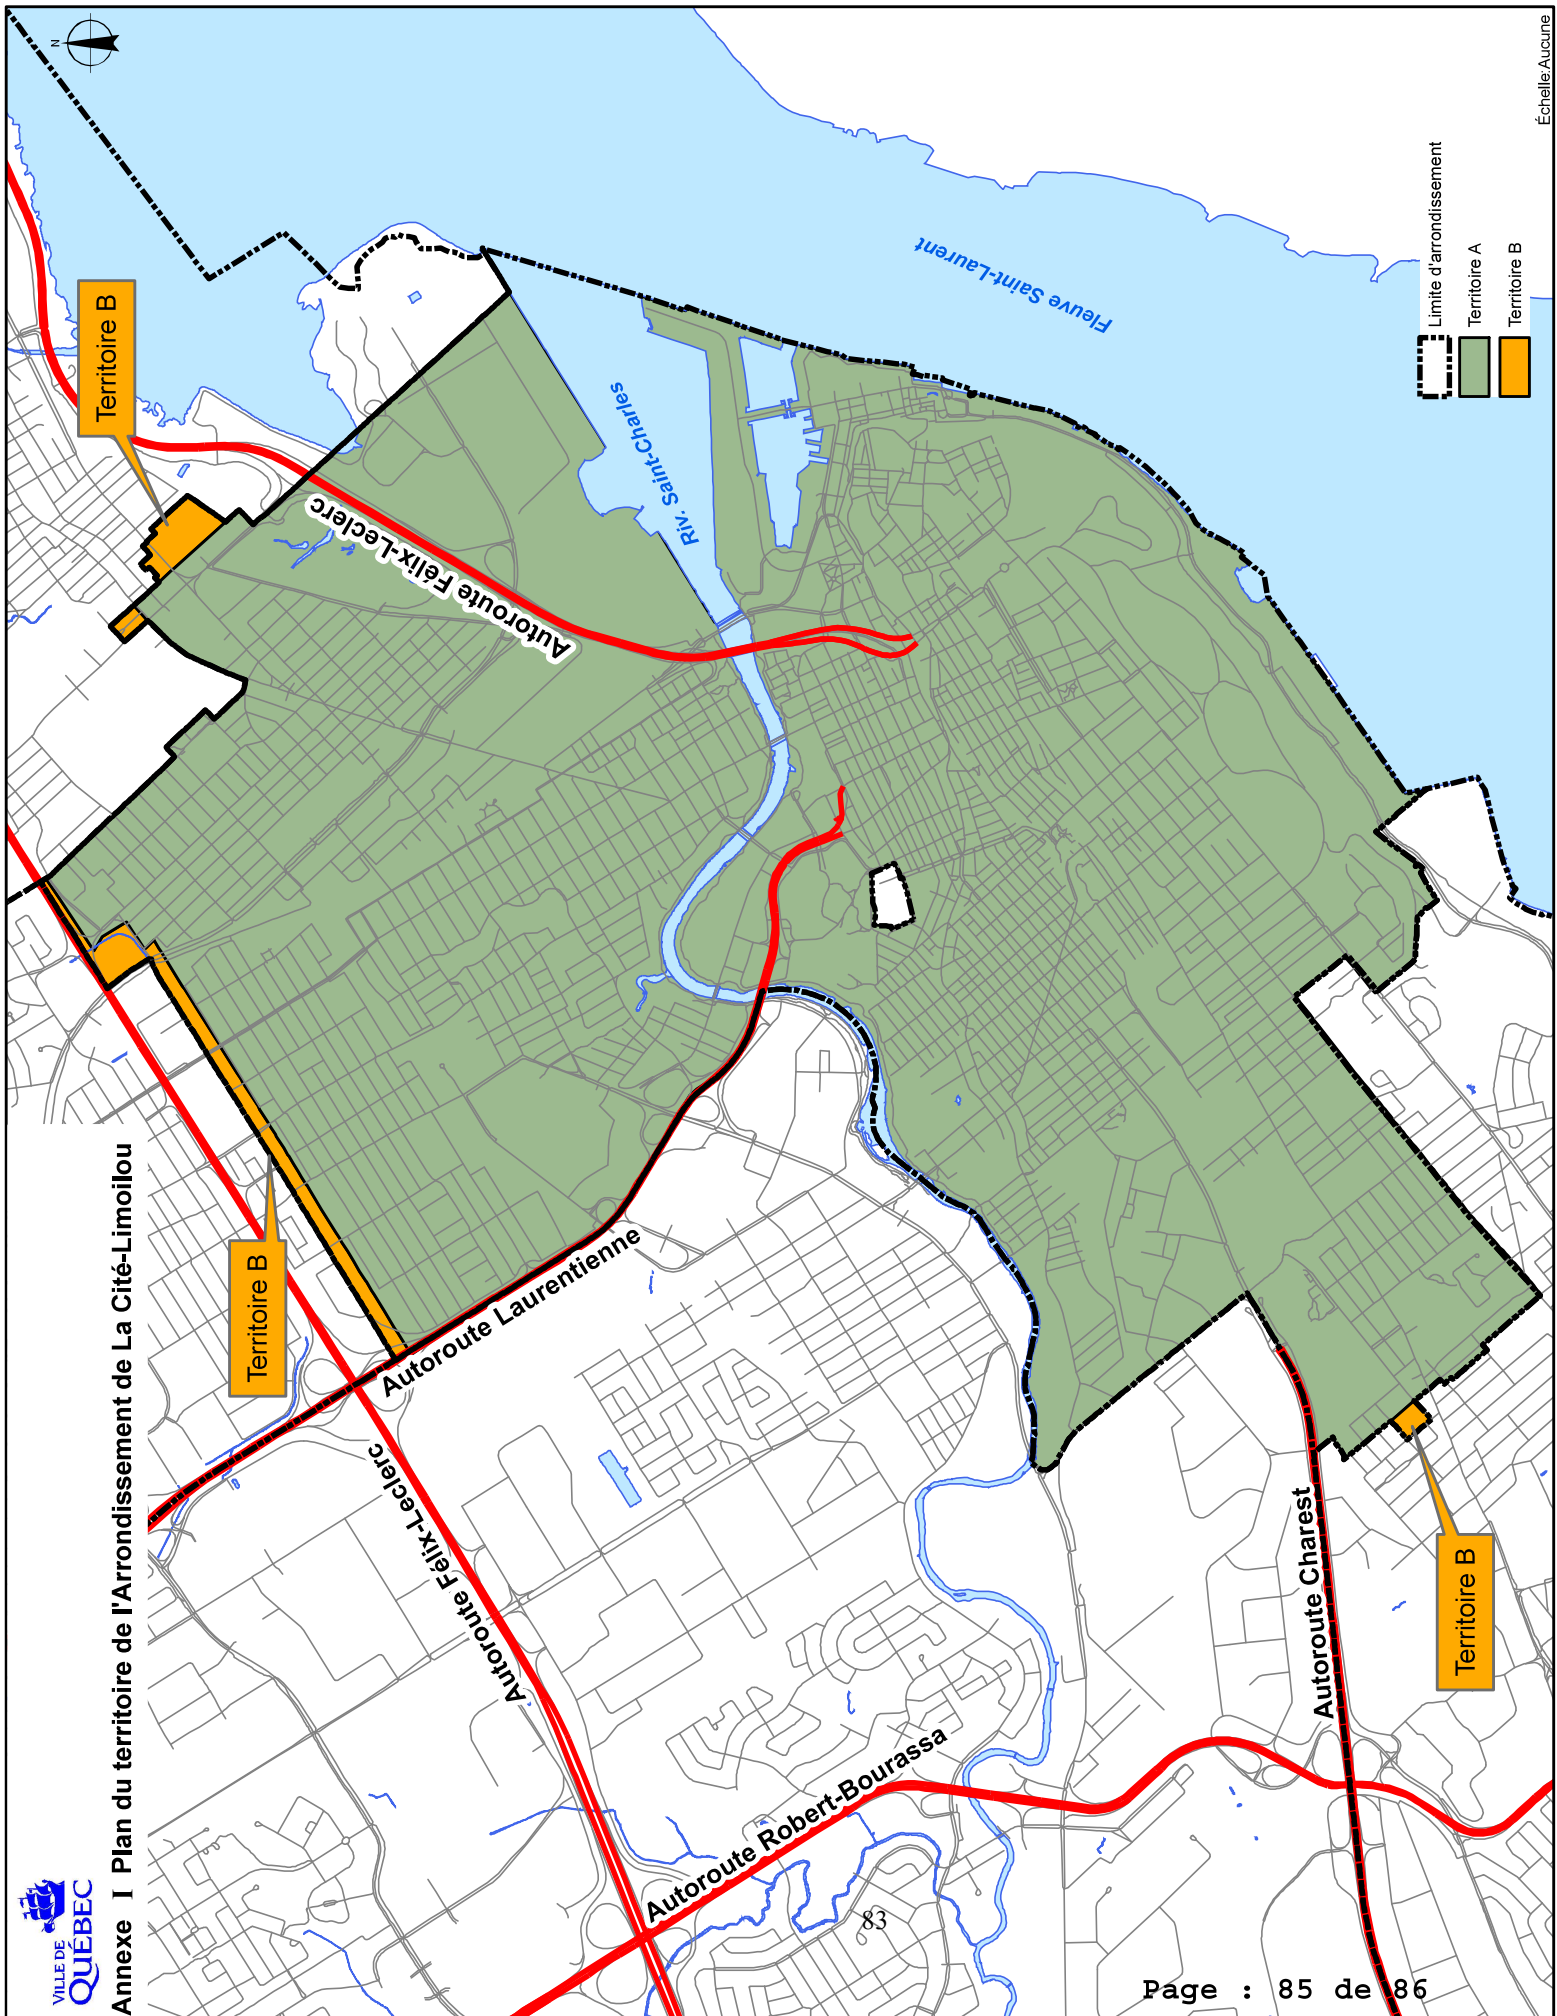 VILLE DE
QUÉBEC
Annexe I Plan du territoire de l'Arrondissement de La Cité-Limoilou
N
Territoire B
Autoroute Félix-Leclerc
Riv. Saint-Charles
Fleuve Saint-Laurent
Territoire B
Autoroute Laurentienne
Autoroute Félix-Leclerc
Autoroute Robert-Bourassa
Autoroute Charest
Territoire B
Limite d'arrondissement
Territoire A
Territoire B
Échelle:Aucune
83
Page : 85 de 86